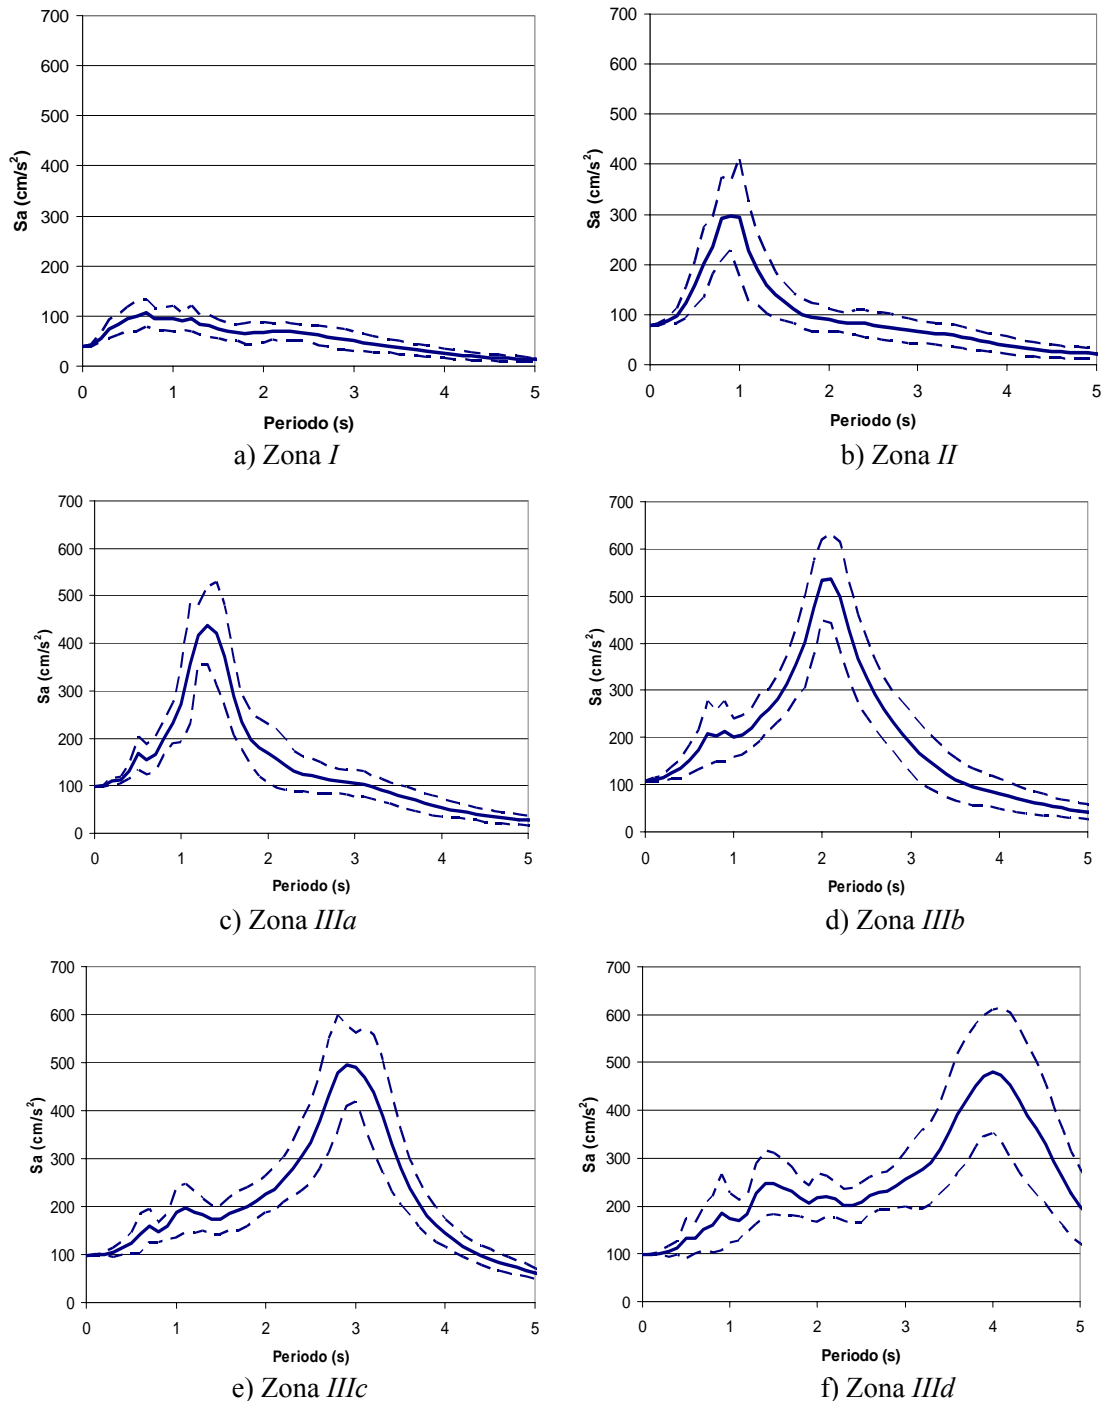 700
600
500
400
300
200
100
0
Sa (cm/s²)
0 1 2 3 4 5
Periodo (s)
a) Zona I
700
600
500
400
300
200
100
0
Sa (cm/s²)
0 1 2 3 4 5
Periodo (s)
b) Zona II
700
600
500
400
300
200
100
0
Sa (cm/s²)
0 1 2 3 4 5
Periodo (s)
c) Zona IIIa
700
600
500
400
300
200
100
0
Sa (cm/s²)
0 1 2 3 4 5
Periodo (s)
d) Zona IIIb
700
600
500
400
300
200
100
0
Sa (cm/s²)
0 1 2 3 4 5
Periodo (s)
e) Zona IIIc
700
600
500
400
300
200
100
0
Sa (cm/s²)
0 1 2 3 4 5
Periodo (s)
f) Zona IIId